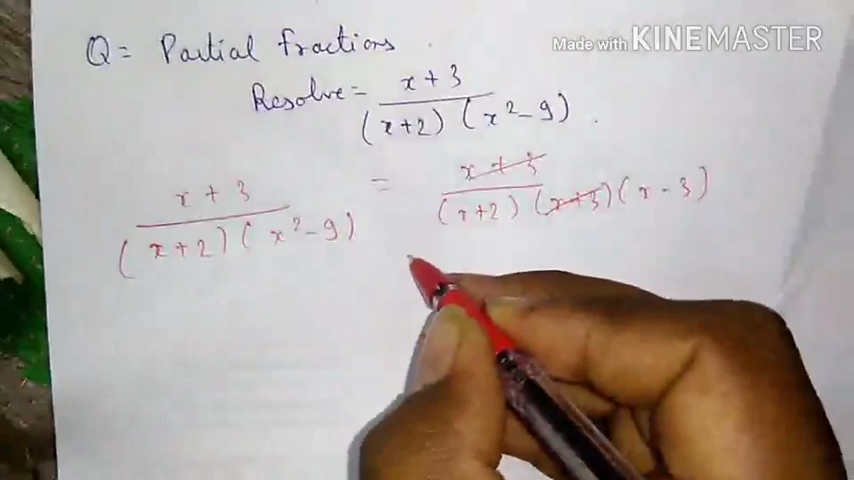 Made with KINEMASTER
Q = Partial fractions .
Resolve = x + 3 / (x+2) (x² - 9) .
x + 3 / (x+2) (x² - 9) = x + 3 / (x+2) (x+3) (x - 3)